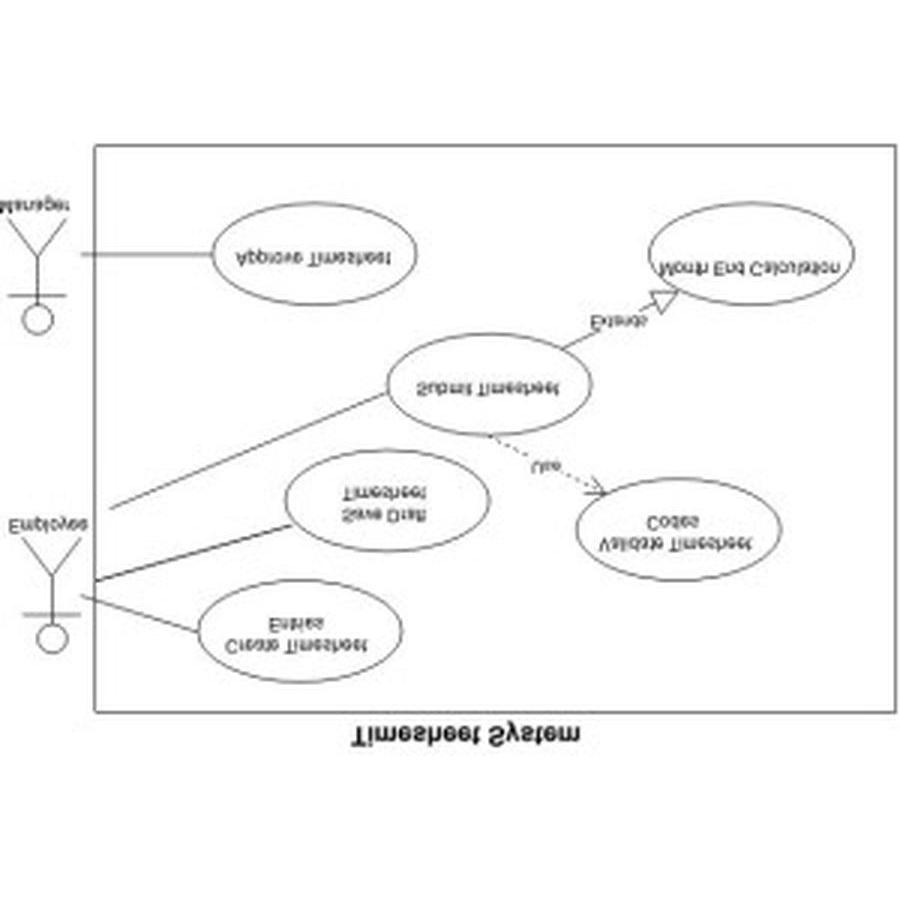 Timesheet System
Create Timesheet
Entries
Employee
Save Draft
Timesheet
Validate Timesheet
Codes
Use
Submit Timesheet
Extends
Month End Calculation
Approve Timesheet
Manager